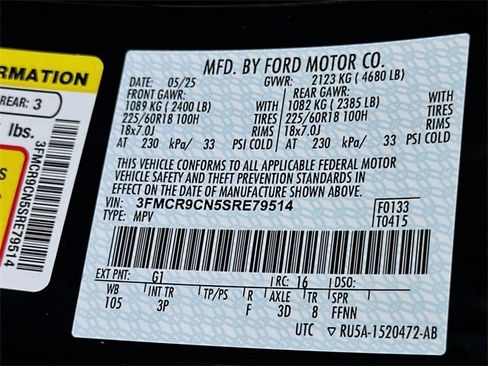 ORMATION
REAR: 3
lbs.
3FMCR9CN5SRE79514
MFD. BY FORD MOTOR CO.
DATE: 05/25 GVWR: 2123 KG ( 4680 LB)
FRONT GAWR: REAR GAWR:
1089 KG ( 2400 LB) WITH 1082 KG ( 2385 LB) WITH
225/60R18 100H TIRES 225/60R18 100H TIRES
18x7.0J RIMS 18x7.0J RIMS
AT 230 kPa/ 33 PSI COLD AT 230 kPa/ 33 PSI COLD
THIS VEHICLE CONFORMS TO ALL APPLICABLE FEDERAL MOTOR
VEHICLE SAFETY AND THEFT PREVENTION STANDARDS IN
EFFECT ON THE DATE OF MANUFACTURE SHOWN ABOVE.
VIN: 3FMCR9CN5SRE79514 F0133
TYPE: MPV T0415
EXT PNT: G1 RC: 16 DSO:
WB INT TR TP/PS R AXLE TR SPR
105 3P F 3D 8 FFNN
UTC ▽ RU5A-1520472-AB